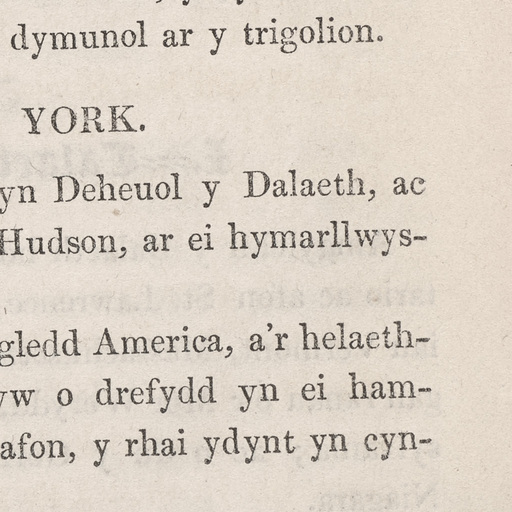 dymunol ar y trigolion.
YORK.
yn Deheuol y Dalaeth, ac
Hudson, ar ei hymarllwys-
gledd America, a'r helaeth-
yw o drefydd yn ei ham-
afon, y rhai ydynt yn cyn-